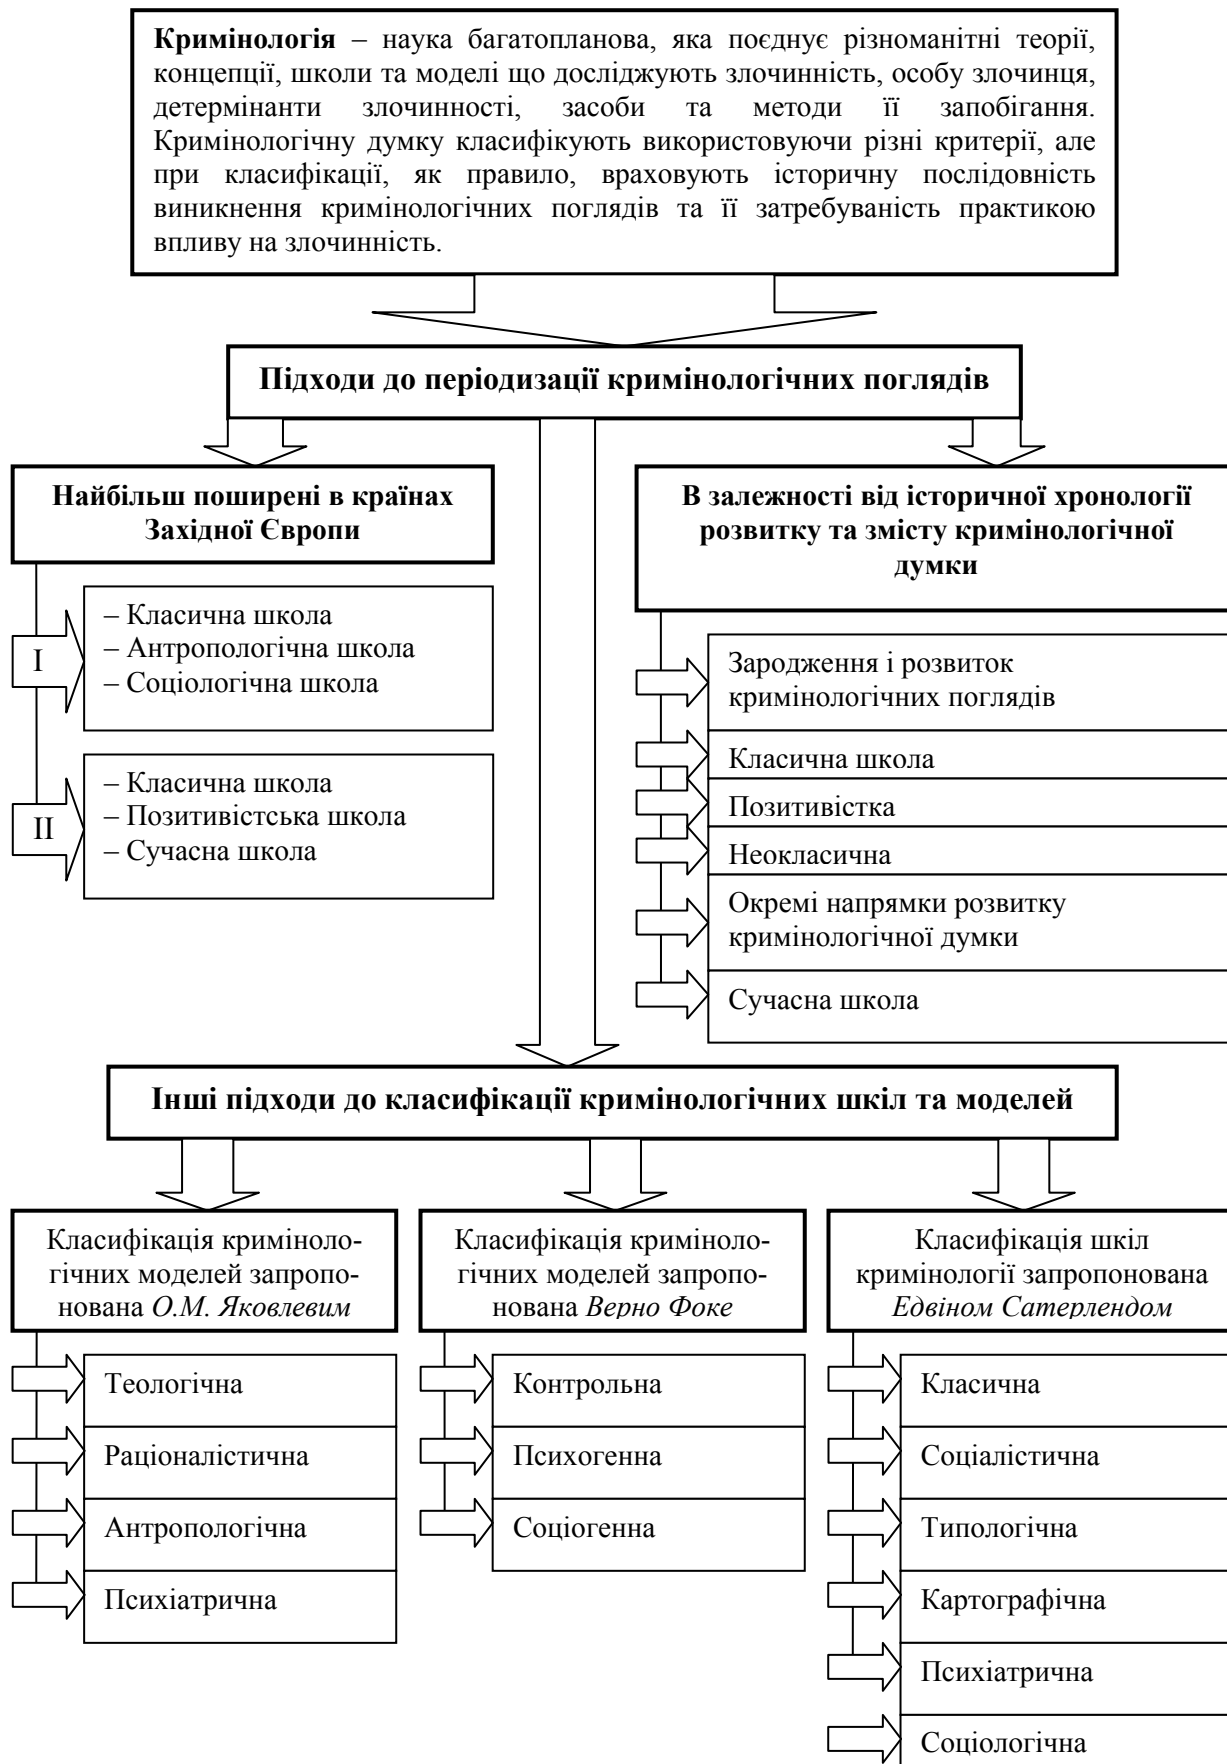 Кримінологія – наука багатопланова, яка поєднує різноманітні теорії,
концепції, школи та моделі що досліджують злочинність, особу злочинця,
детермінанти злочинності, засоби та методи її запобігання.
Кримінологічну думку класифікують використовуючи різні критерії, але
при класифікації, як правило, враховують історичну послідовність
виникнення кримінологічних поглядів та її затребуваність практикою
впливу на злочинність.
Підходи до періодизації кримінологічних поглядів
Найбільш поширені в країнах
Західної Європи
I
– Класична школа
– Антропологічна школа
– Соціологічна школа
II
– Класична школа
– Позитивістська школа
– Сучасна школа
В залежності від історичної хронології
розвитку та змісту кримінологічної
думки
Зародження і розвиток
кримінологічних поглядів
Класична школа
Позитивістка
Неокласична
Окремі напрямки розвитку
кримінологічної думки
Сучасна школа
Інші підходи до класифікації кримінологічних шкіл та моделей
Класифікація криміноло-
гічних моделей запропо-
нована О.М. Яковлевим
Теологічна
Раціоналістична
Антропологічна
Психіатрична
Класифікація криміноло-
гічних моделей запропо-
нована Верно Фоке
Контрольна
Психогенна
Соціогенна
Класифікація шкіл
кримінології запропонована
Едвіном Сатерлендом
Класична
Соціалістична
Типологічна
Картографічна
Психіатрична
Соціологічна